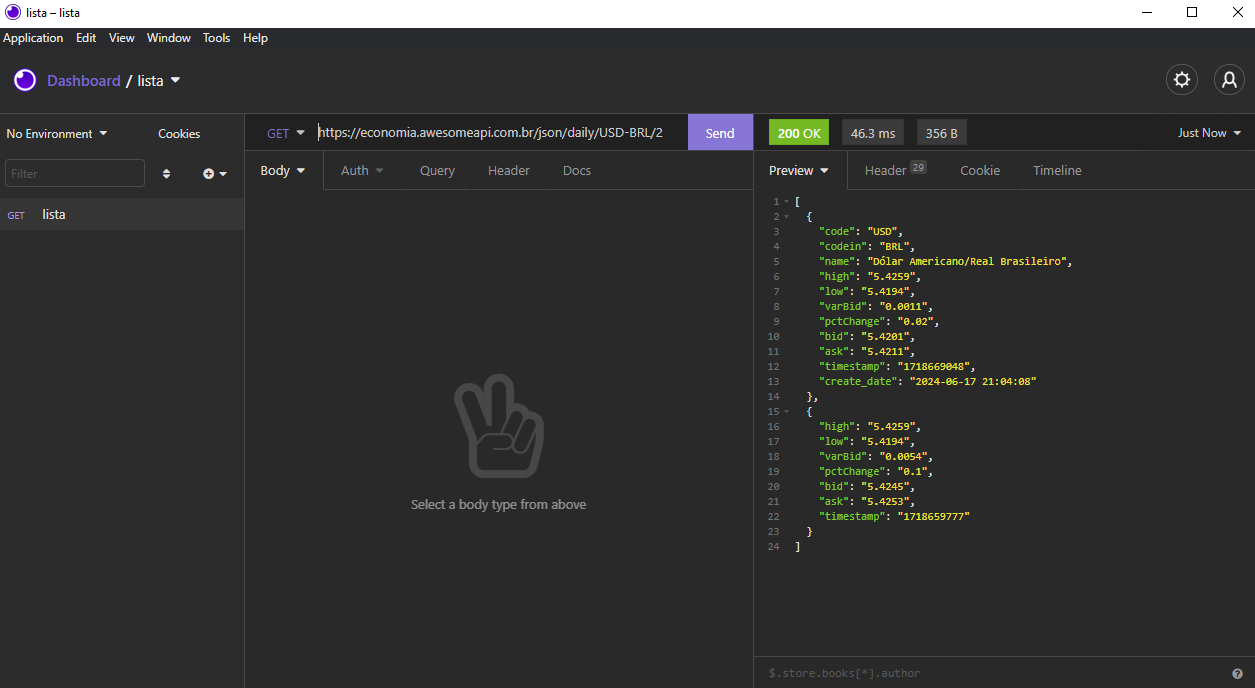 lista – lista
Application Edit View Window Tools Help
Dashboard / lista
No Environment Cookies
Filter
GET lista
GET https://economia.awesomeapi.com.br/json/daily/USD-BRL/2 Send
Body Auth Query Header Docs
Select a body type from above
200 OK 46.3 ms 356 B Just Now
Preview Header 29 Cookie Timeline
1 [
2 {
3 "code": "USD",
4 "codein": "BRL",
5 "name": "Dólar Americano/Real Brasileiro",
6 "high": "5.4259",
7 "low": "5.4194",
8 "varBid": "0.0011",
9 "pctChange": "0.02",
10 "bid": "5.4201",
11 "ask": "5.4211",
12 "timestamp": "1718669048",
13 "create_date": "2024-06-17 21:04:08"
14 },
15 {
16 "high": "5.4259",
17 "low": "5.4194",
18 "varBid": "0.0054",
19 "pctChange": "0.1",
20 "bid": "5.4245",
21 "ask": "5.4253",
22 "timestamp": "1718659777"
23 }
24 ]
$.store.books[*].author